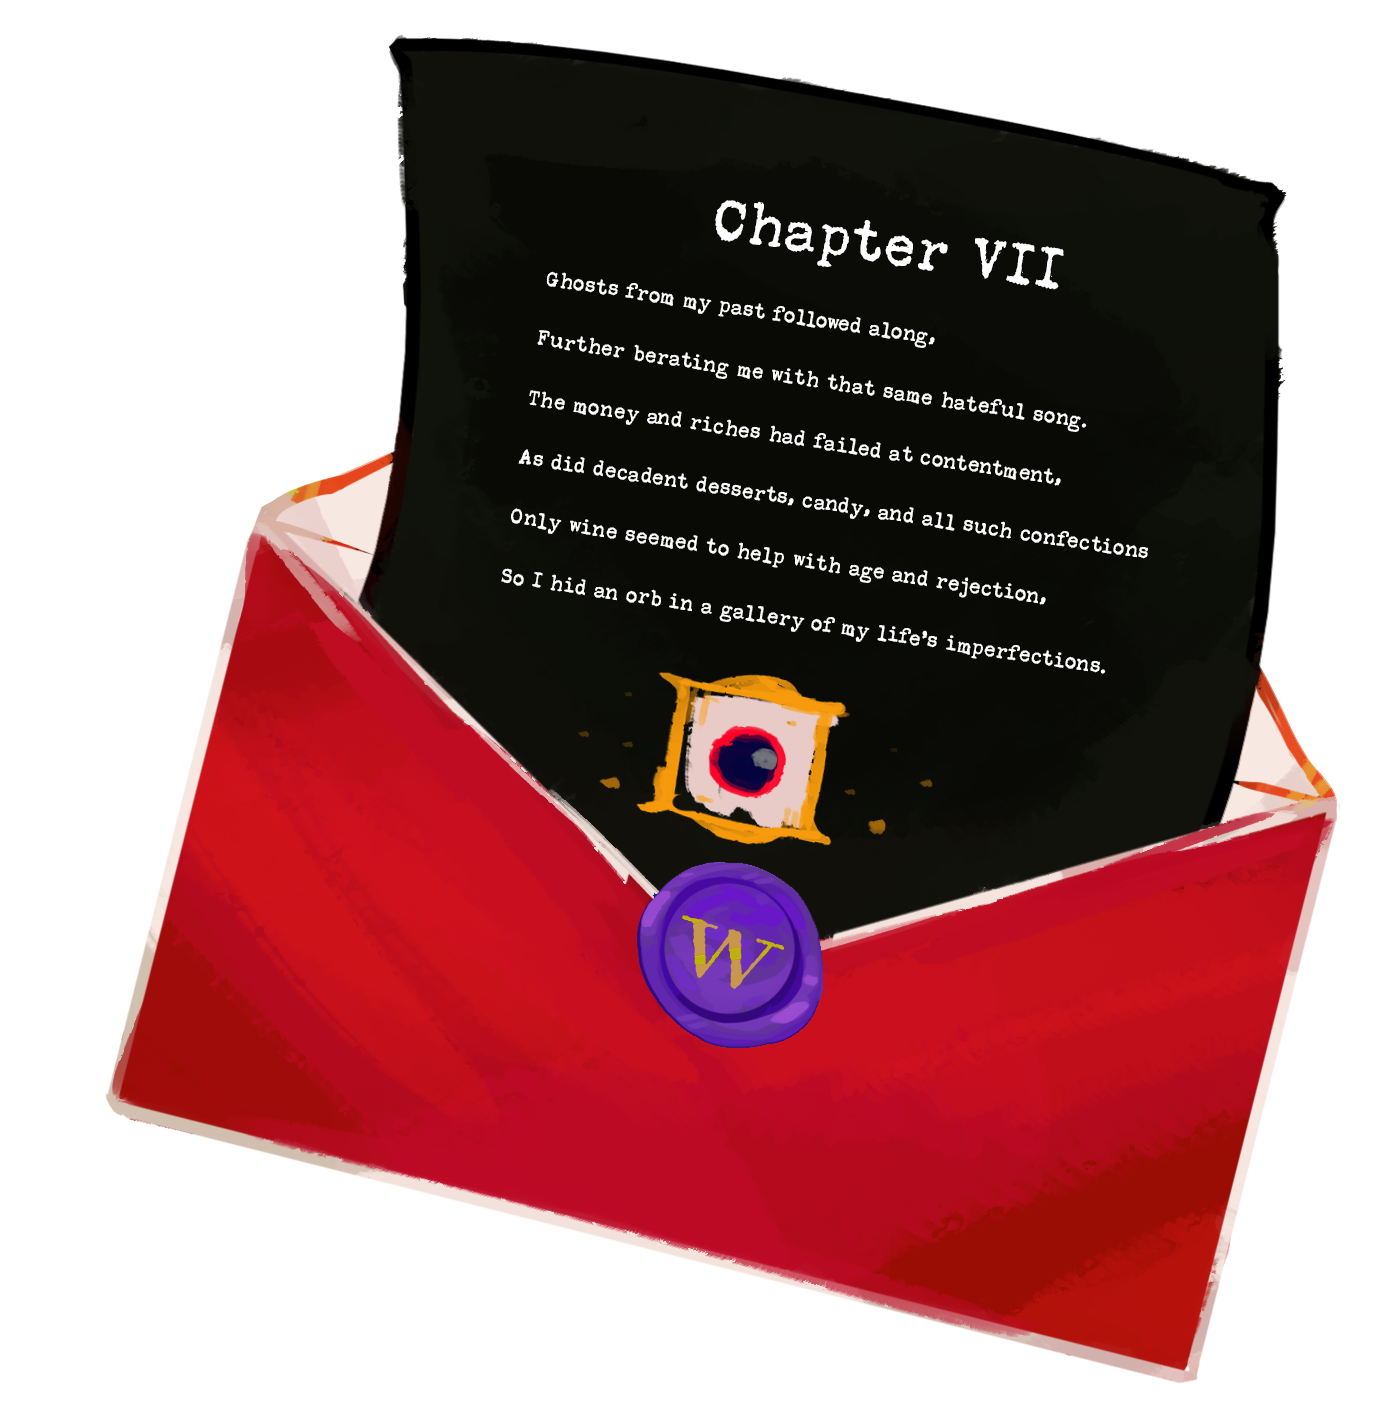 Chapter VII
Ghosts from my past followed along,
Further berating me with that same hateful song.
The money and riches had failed at contentment,
As did decadent desserts, candy, and all such confections
Only wine seemed to help with age and rejection,
So I hid an orb in a gallery of my life's imperfections.
W